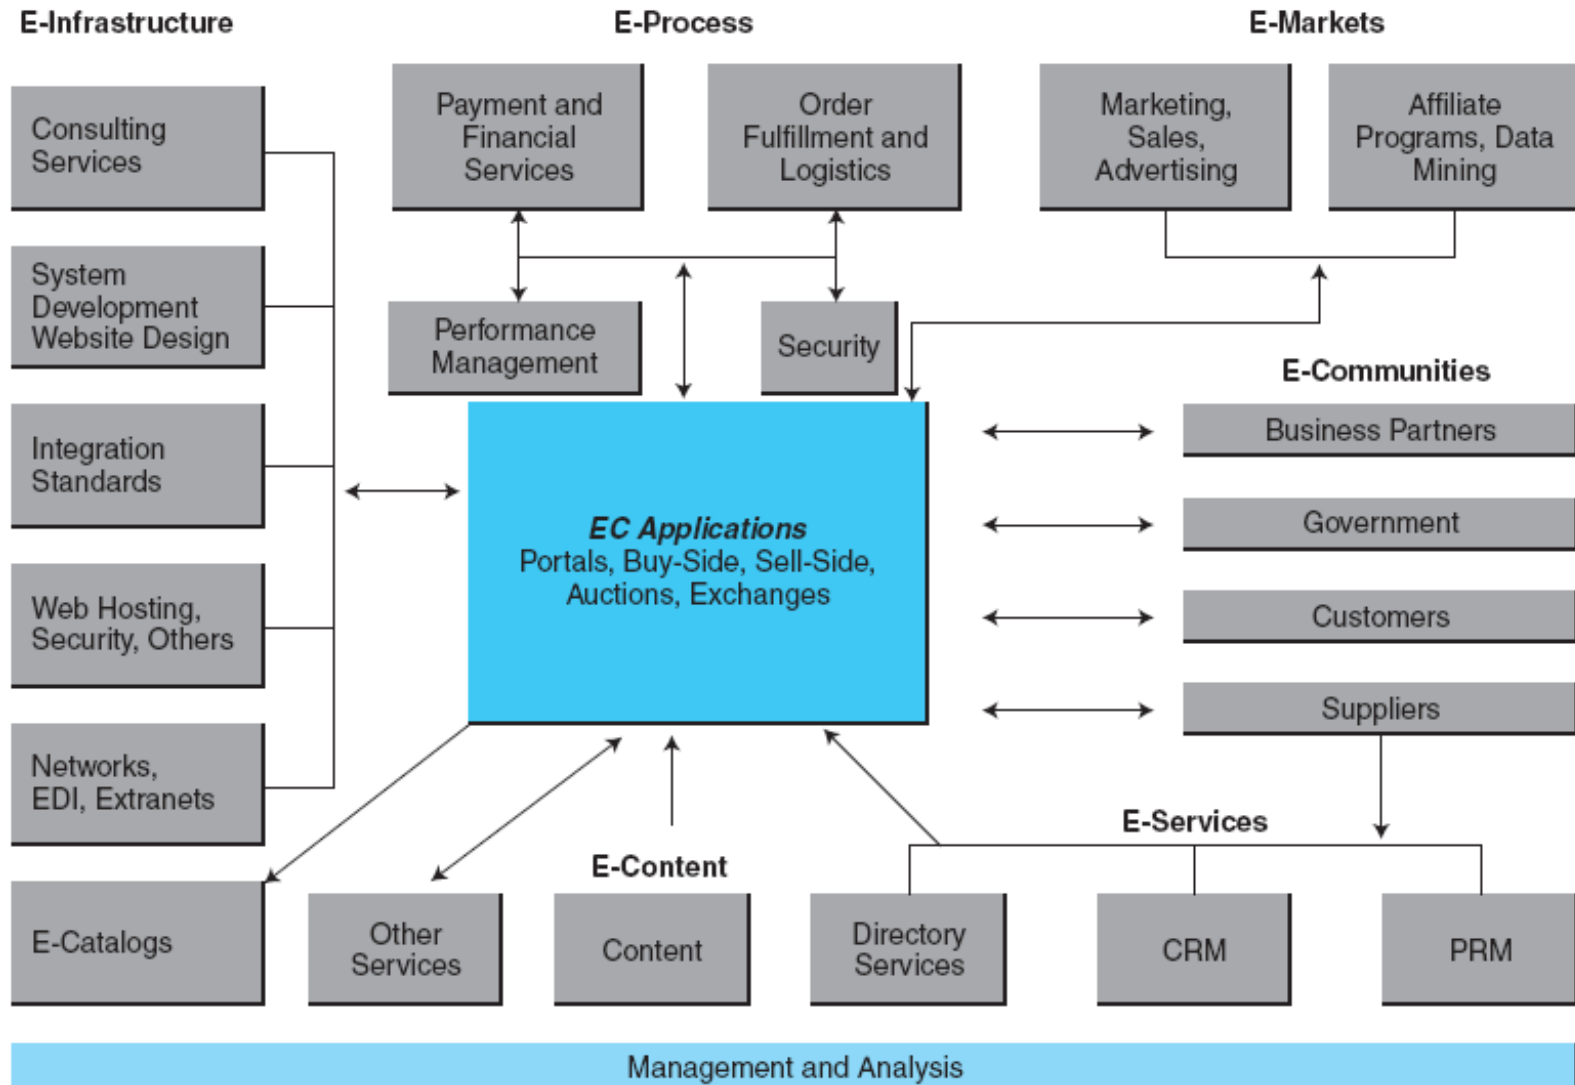 E-Infrastructure
E-Process
E-Markets
Consulting
Services
Payment and
Financial
Services
Order
Fulfillment and
Logistics
Marketing,
Sales,
Advertising
Affiliate
Programs, Data
Mining
System
Development
Website Design
Performance
Management
Security
E-Communities
Business Partners
Government
Customers
Suppliers
Integration
Standards
EC Applications
Portals, Buy-Side, Sell-Side,
Auctions, Exchanges
Web Hosting,
Security, Others
Networks,
EDI, Extranets
E-Services
E-Content
E-Catalogs
Other
Services
Content
Directory
Services
CRM
PRM
Management and Analysis